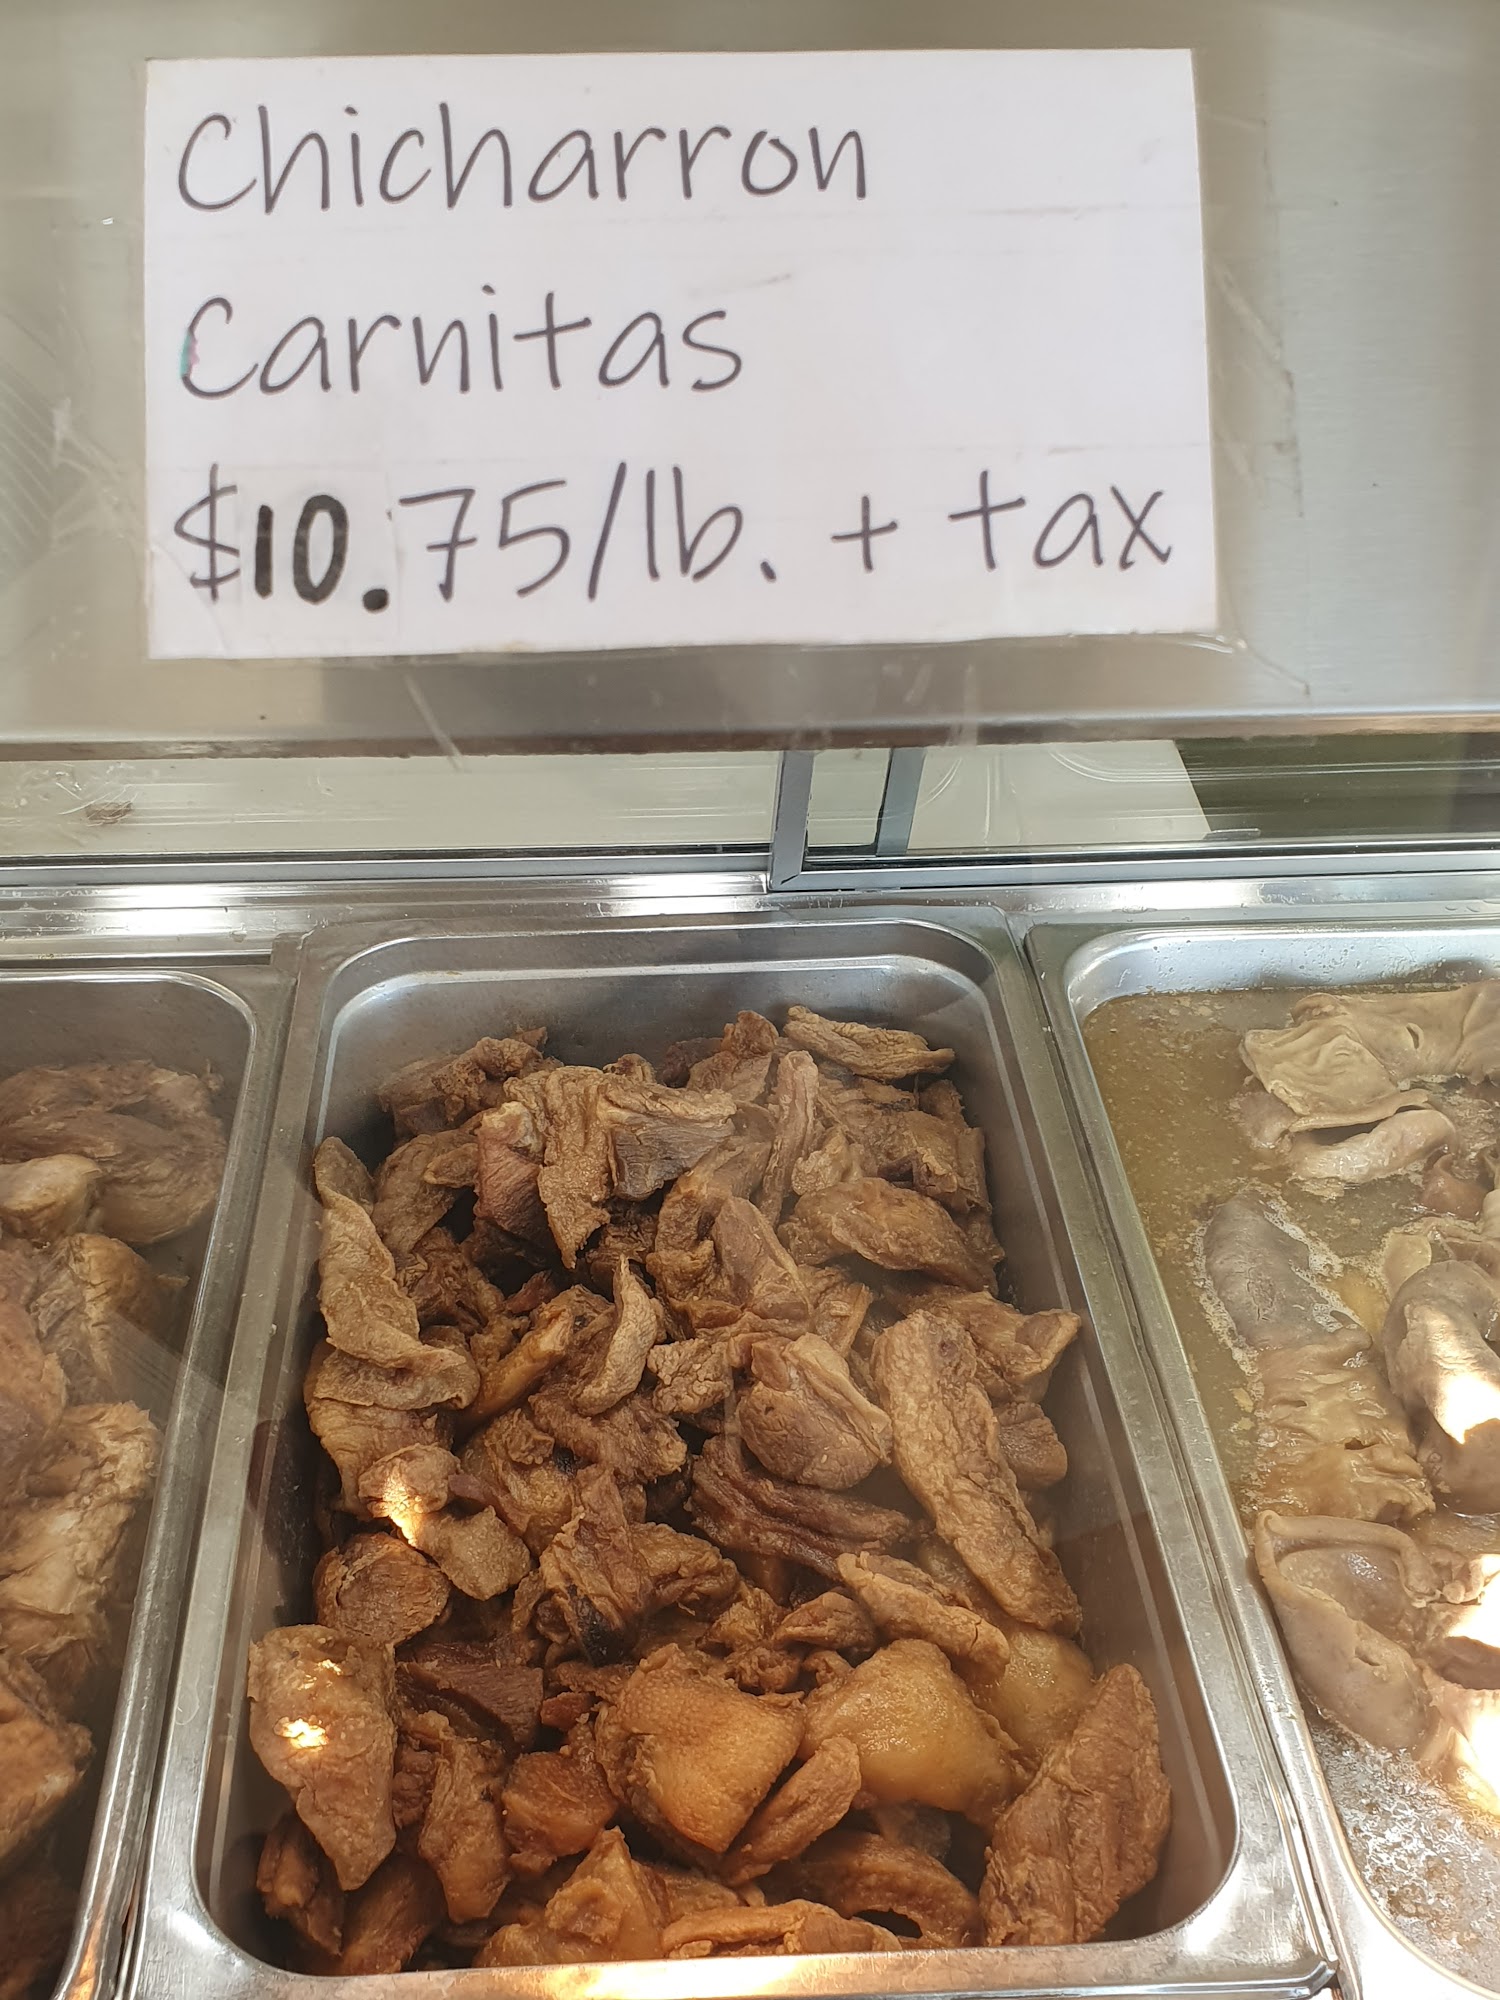 Chicharron
Carnitas
$10.75/lb. + tax